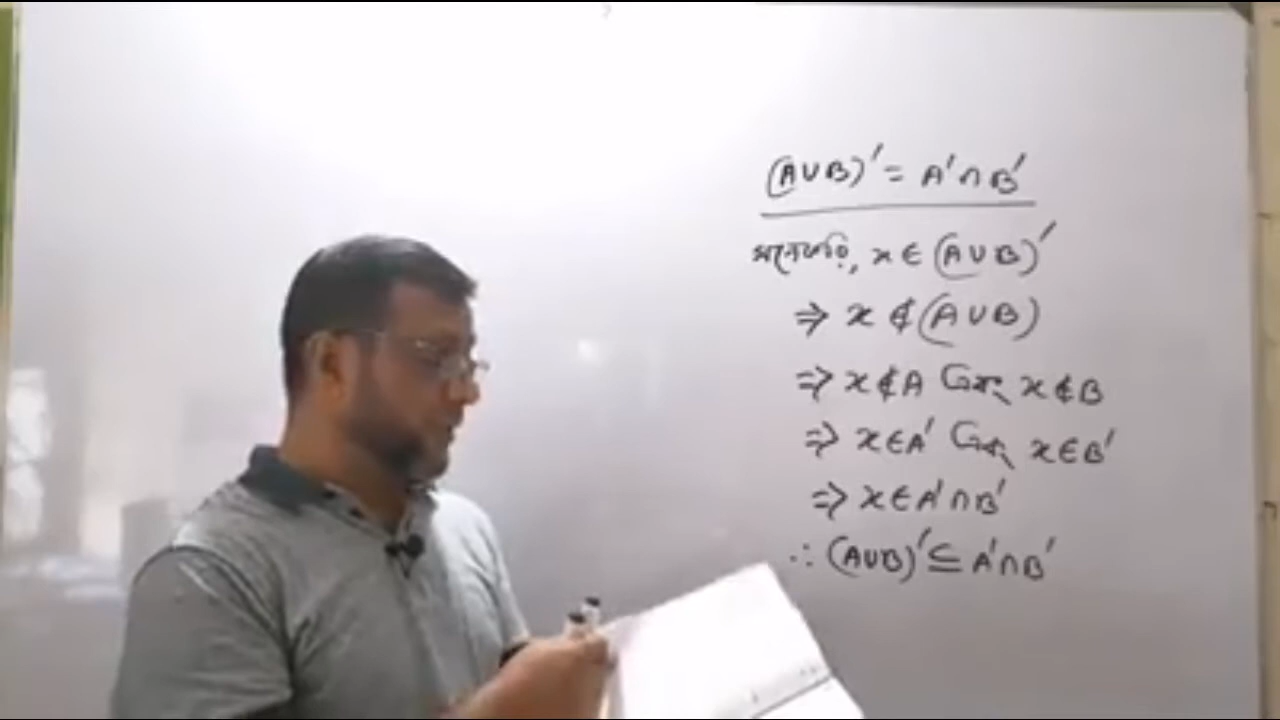 (A∪B)′ = A′∩B′
মনেকরি, x ∈ (A∪B)′
⇒ x ∉ (A∪B)
⇒ x ∉ A এবং x ∉ B
⇒ x ∈ A′ এবং x ∈ B′
⇒ x ∈ A′∩B′
∴ (A∪B)′ ⊆ A′∩B′